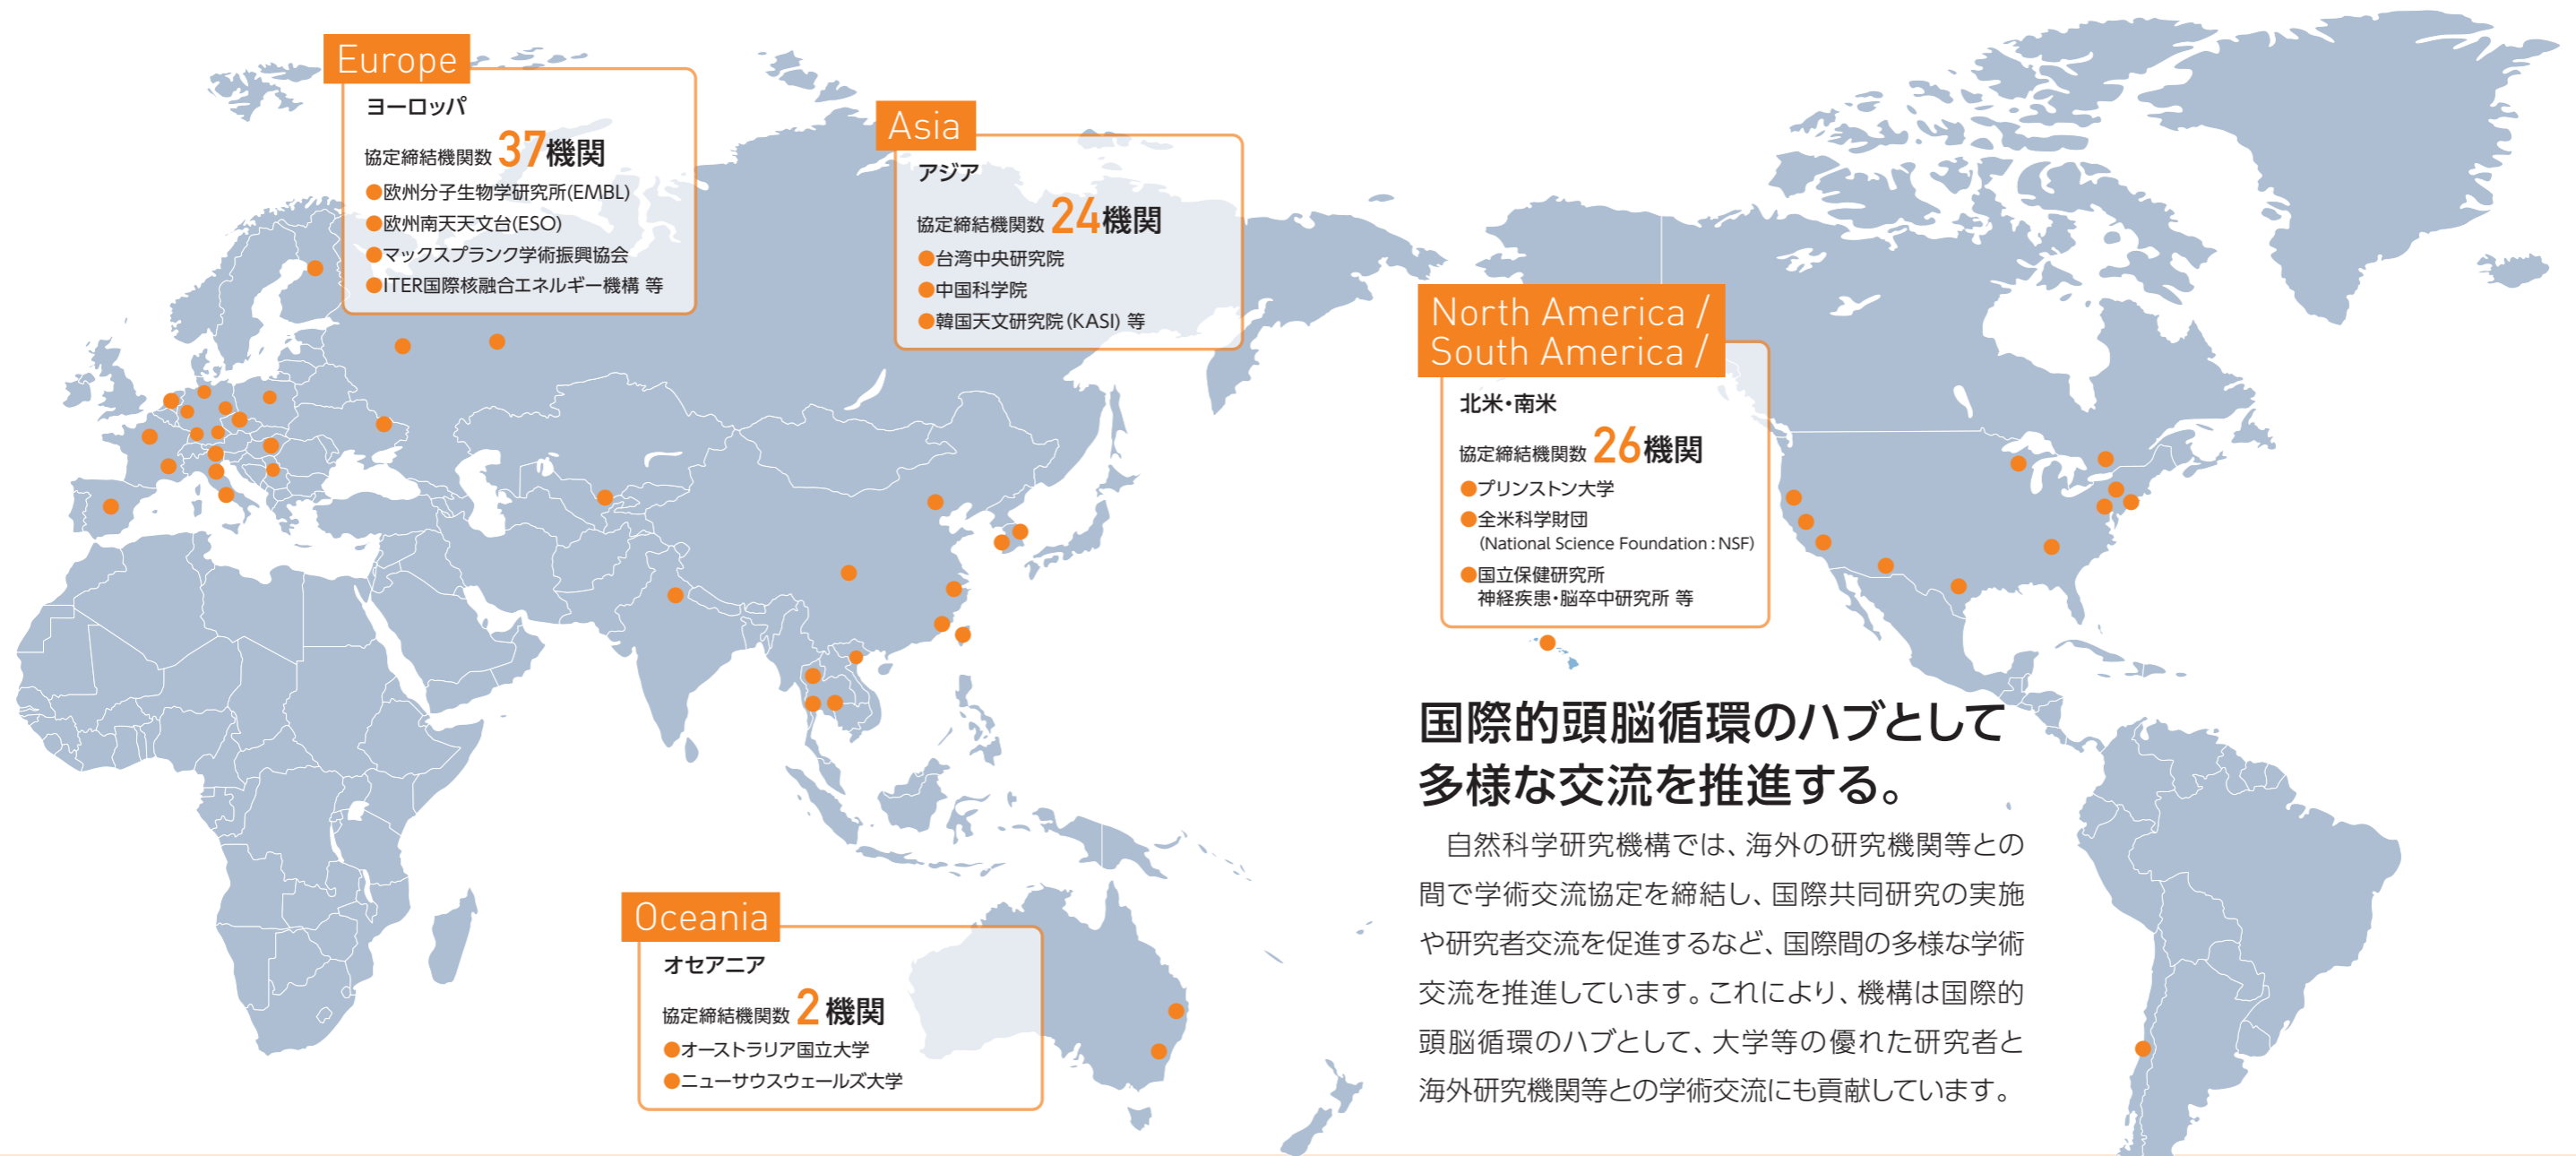 Europe
ヨーロッパ
協定締結機関数 37機関
●欧州分子生物学研究所(EMBL)
●欧州南天天文台(ESO)
●マックスプランク学術振興協会
●ITER国際核融合エネルギー機構 等
Asia
アジア
協定締結機関数 24機関
●台湾中央研究院
●中国科学院
●韓国天文研究院(KASI) 等
North America /
South America /
北米・南米
協定締結機関数 26機関
●プリンストン大学
●全米科学財団
(National Science Foundation:NSF)
●国立保健研究所
神経疾患・脳卒中研究所 等
Oceania
オセアニア
協定締結機関数 2機関
●オーストラリア国立大学
●ニューサウスウェールズ大学
国際的頭脳循環のハブとして
多様な交流を推進する。
自然科学研究機構では、海外の研究機関等との
間で学術交流協定を締結し、国際共同研究の実施
や研究者交流を促進するなど、国際間の多様な学術
交流を推進しています。これにより、機構は国際的
頭脳循環のハブとして、大学等の優れた研究者と
海外研究機関等との学術交流にも貢献しています。